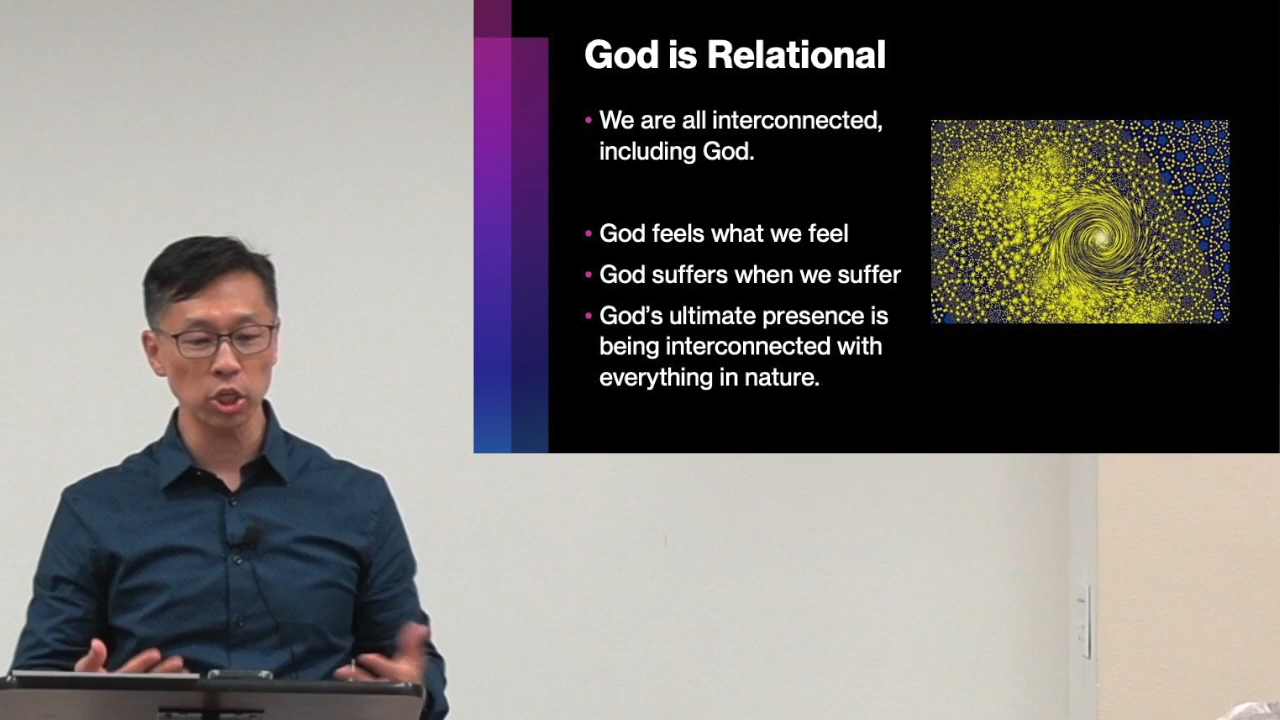 God is Relational
• We are all interconnected,
including God.
• God feels what we feel
• God suffers when we suffer
• God’s ultimate presence is
being interconnected with
everything in nature.